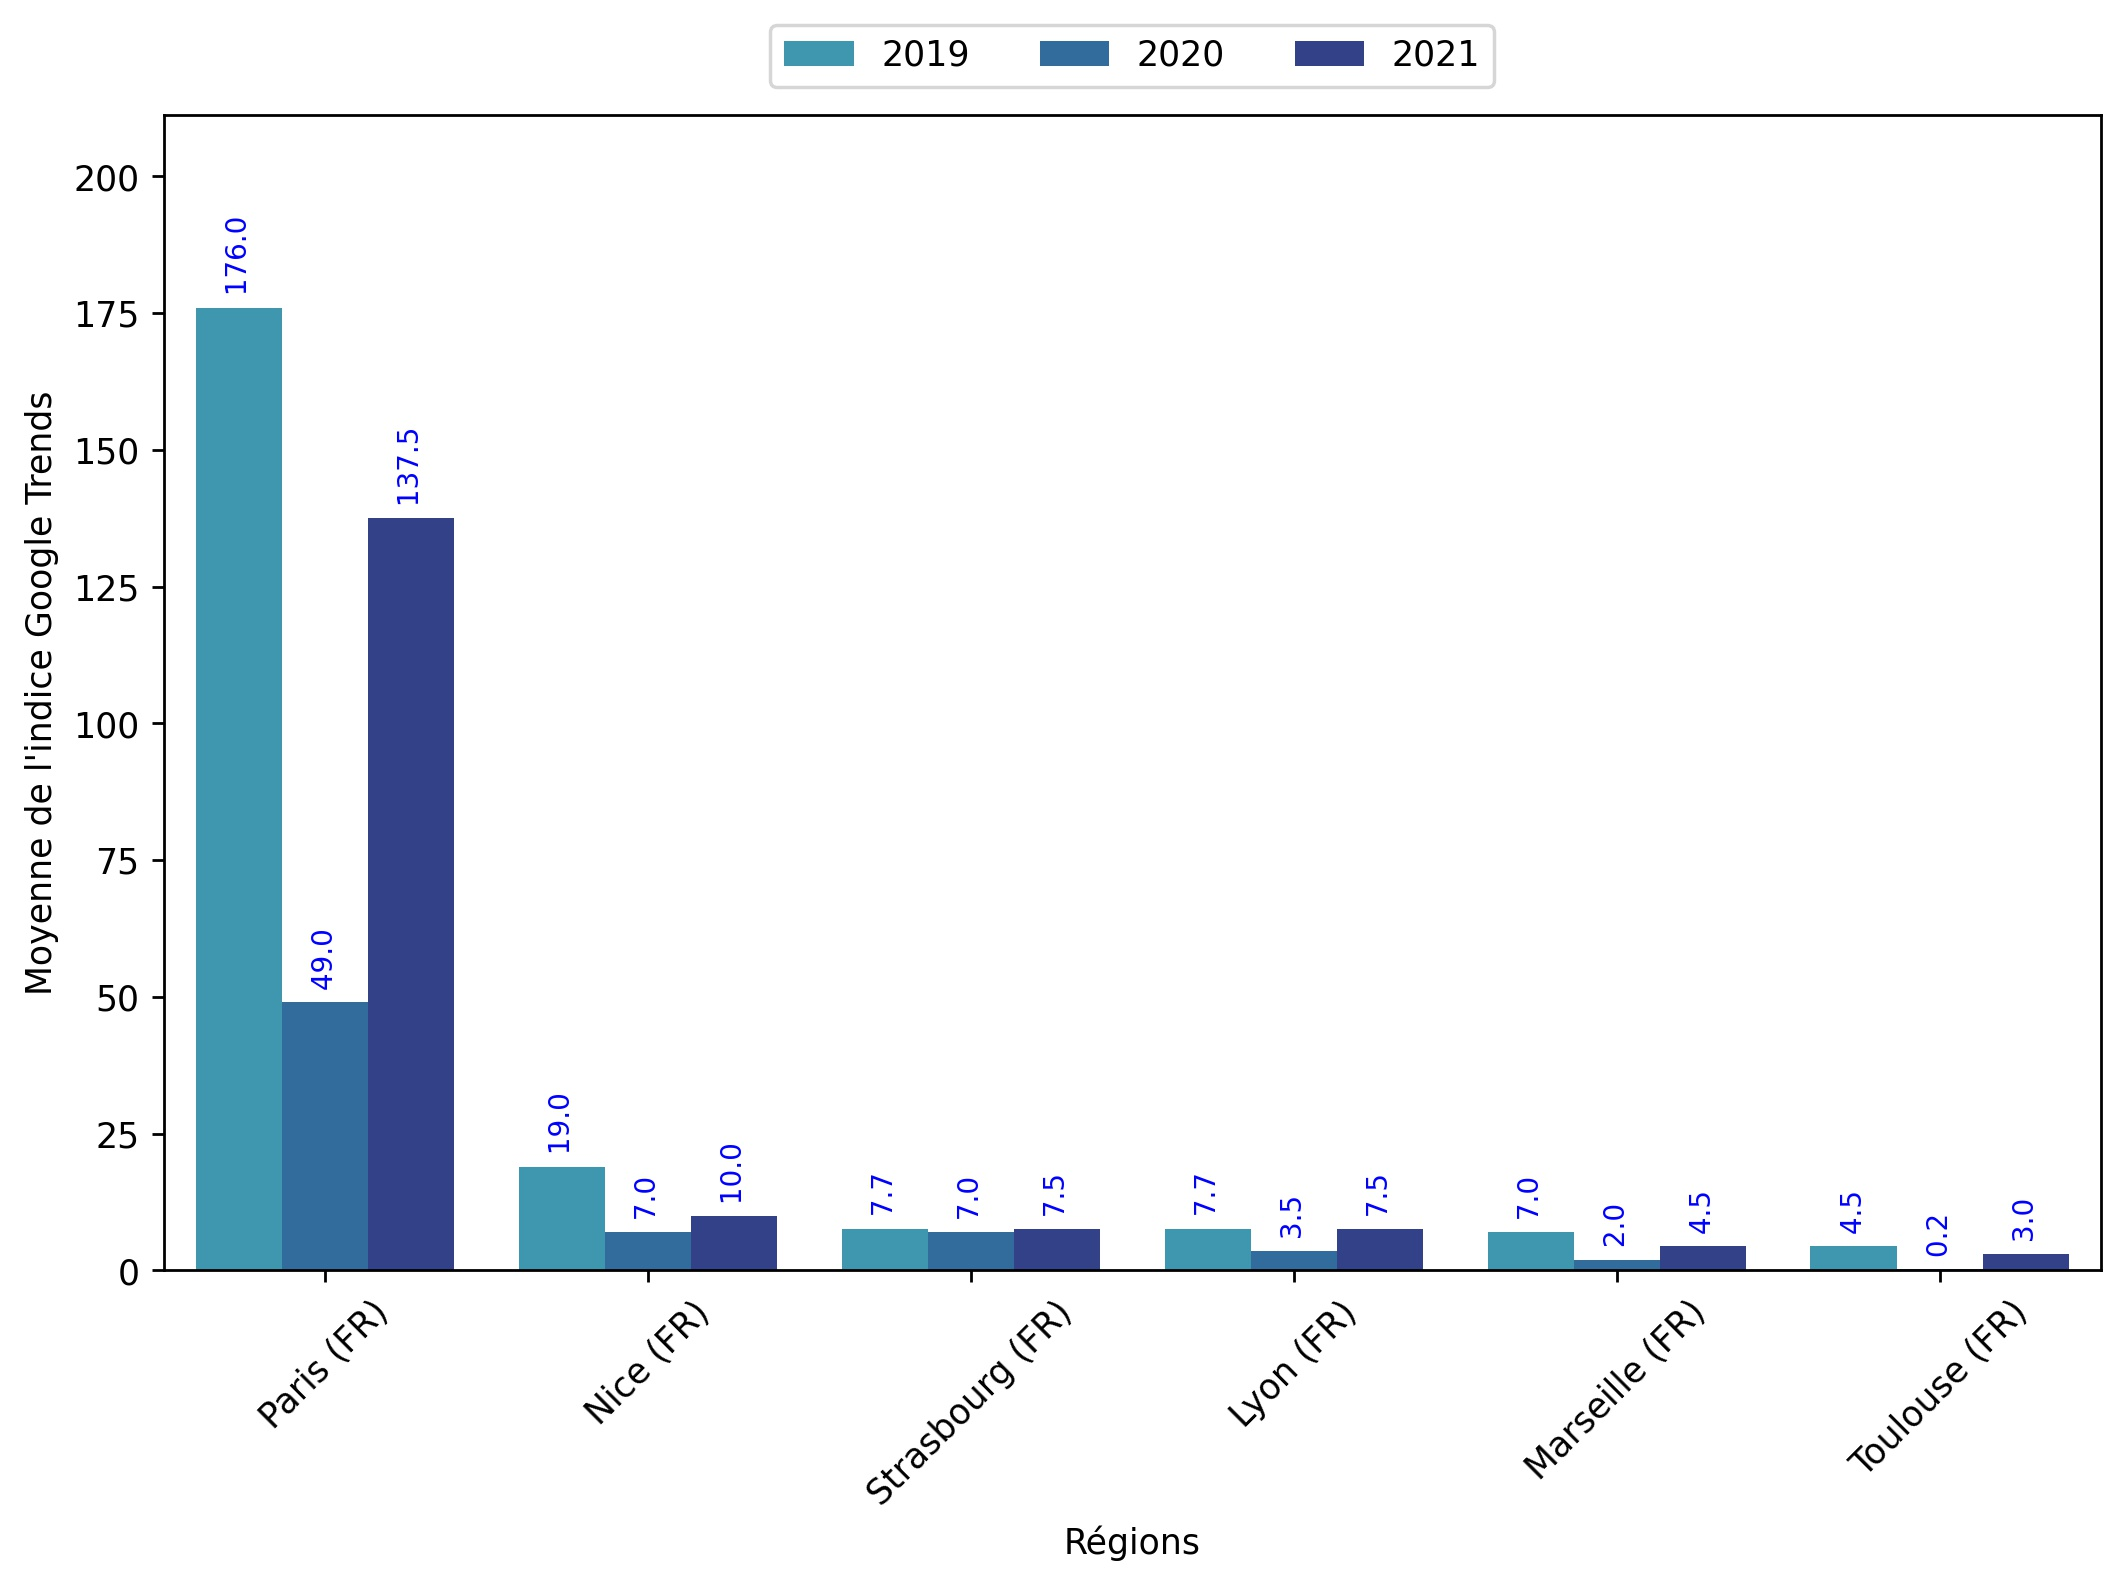 2019 2020 2021
Moyenne de l'indice Google Trends
200
175
150
125
100
75
50
25
0
176.0 49.0 137.5
19.0 7.0 10.0
7.7 7.0 7.5
7.7 3.5 7.5
7.0 2.0 4.5
4.5 0.2 3.0
Paris (FR)
Nice (FR)
Strasbourg (FR)
Lyon (FR)
Marseille (FR)
Toulouse (FR)
Régions